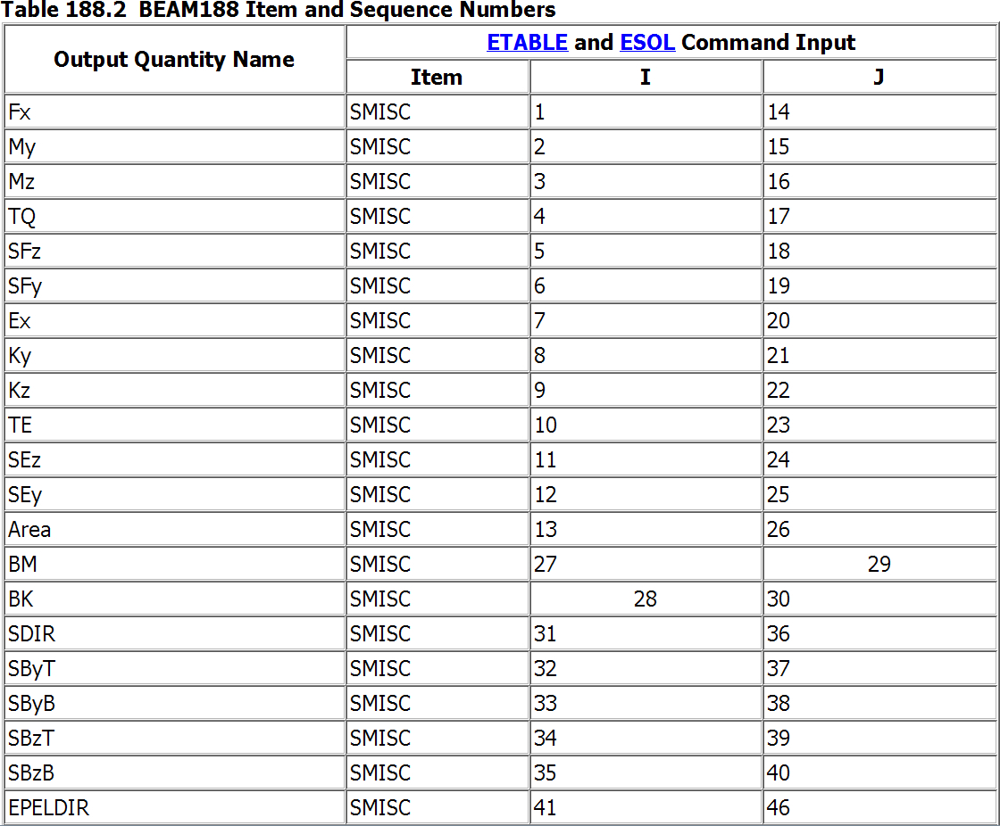 Table 188.2 BEAM188 Item and Sequence Numbers
Output Quantity Name
ETABLE and ESOL Command Input
Item I J
Fx SMISC 1 14
My SMISC 2 15
Mz SMISC 3 16
TQ SMISC 4 17
SFz SMISC 5 18
SFy SMISC 6 19
Ex SMISC 7 20
Ky SMISC 8 21
Kz SMISC 9 22
TE SMISC 10 23
SEz SMISC 11 24
SEy SMISC 12 25
Area SMISC 13 26
BM SMISC 27 29
BK SMISC 28 30
SDIR SMISC 31 36
SByT SMISC 32 37
SByB SMISC 33 38
SBzT SMISC 34 39
SBzB SMISC 35 40
EPELDIR SMISC 41 46